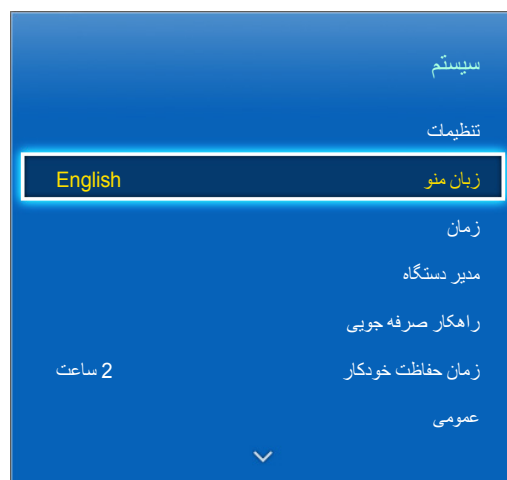 سیستم
تنظیمات
زبان منو English
زمان
مدیر دستگاه
راهکار صرفه جویی
زمان حفاظت خودکار 2 ساعت
عمومی